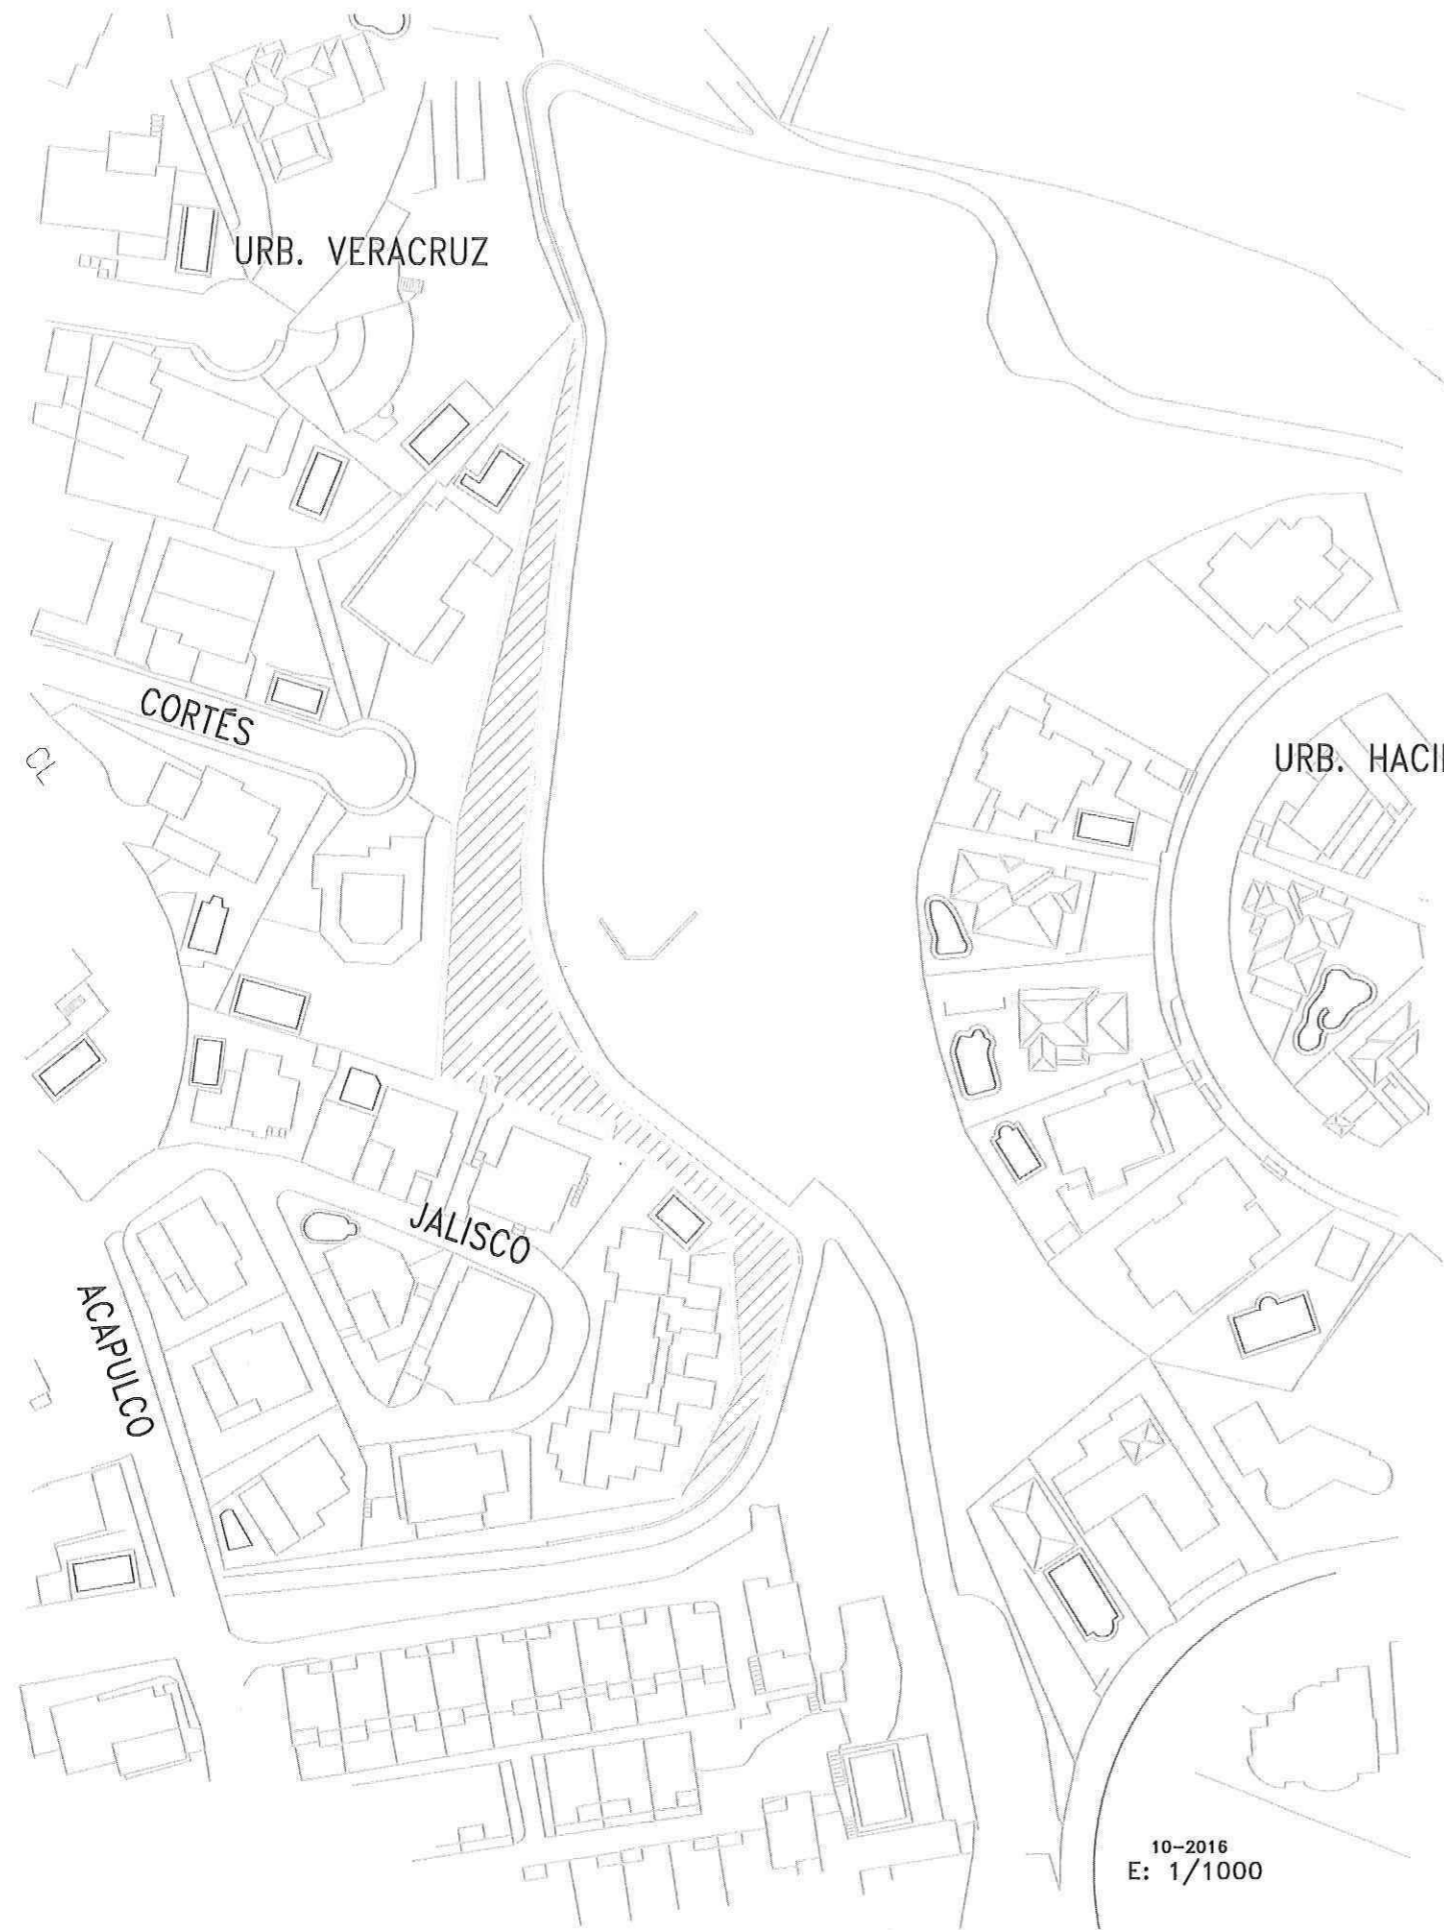 URB. VERACRUZ
CORTÉS
CL
URB. HACI
JALISCO
ACAPULCO
10-2016
E: 1/1000